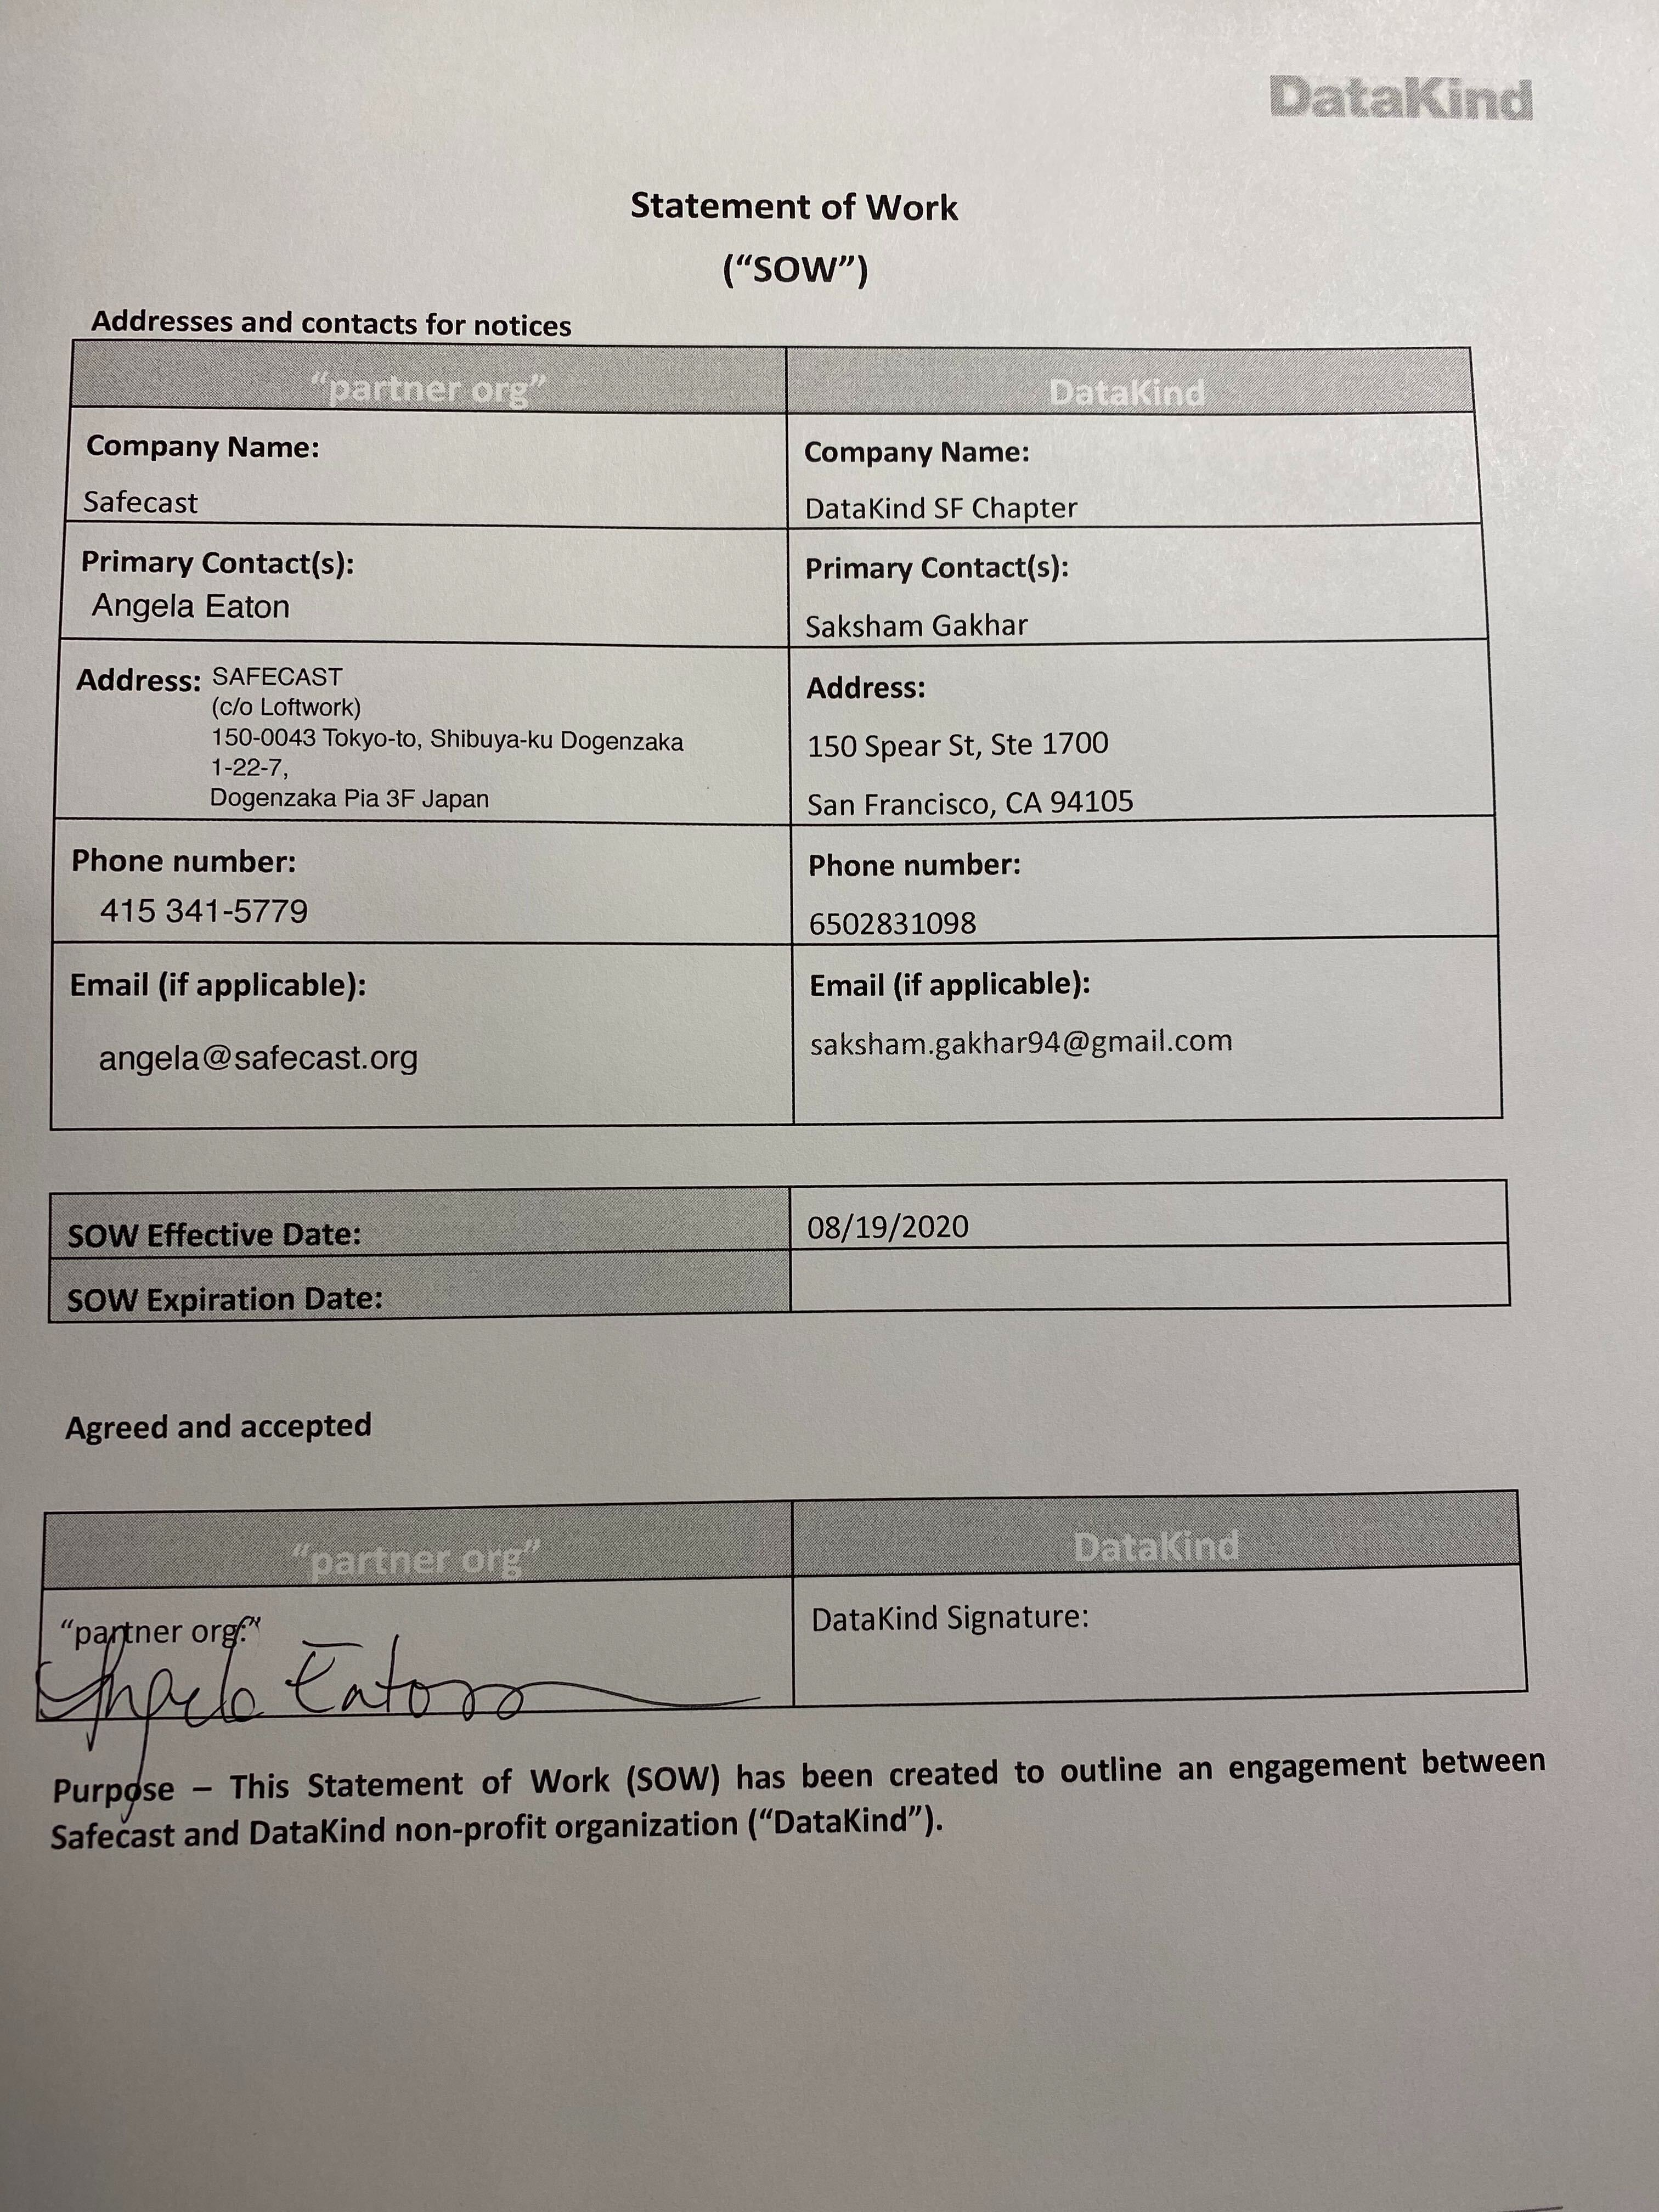 DataKind
Statement of Work
(“SOW”)
Addresses and contacts for notices
“partner org”
DataKind
Company Name:
Safecast
Company Name:
DataKind SF Chapter
Primary Contact(s):
Angela Eaton
Primary Contact(s):
Saksham Gakhar
Address: SAFECAST
(c/o Loftwork)
150-0043 Tokyo-to, Shibuya-ku Dogenzaka
1-22-7,
Dogenzaka Pia 3F Japan
Address:
150 Spear St, Ste 1700
San Francisco, CA 94105
Phone number:
415 341-5779
Phone number:
6502831098
Email (if applicable):
angela@safecast.org
Email (if applicable):
saksham.gakhar94@gmail.com
SOW Effective Date:
08/19/2020
SOW Expiration Date:
Agreed and accepted
“partner org”
DataKind
“partner org:”
Angela Eaton
DataKind Signature:
Purpose – This Statement of Work (SOW) has been created to outline an engagement between
Safecast and DataKind non-profit organization (“DataKind”).